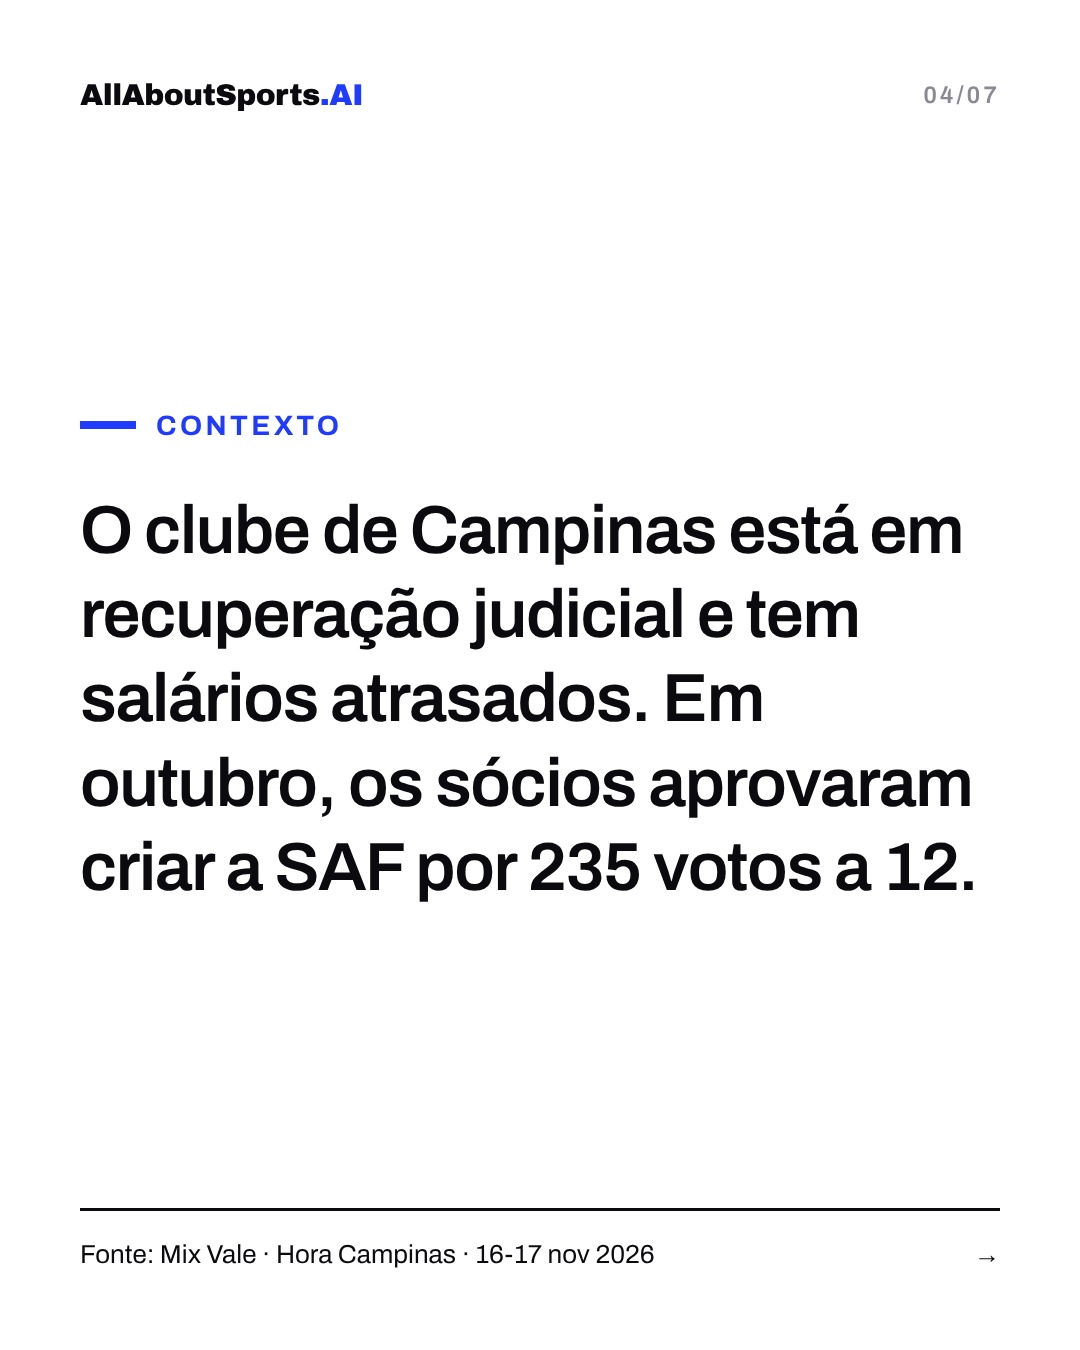 AllAboutSports.AI
04/07
CONTEXTO
O clube de Campinas está em
recuperação judicial e tem
salários atrasados. Em
outubro, os sócios aprovaram
criar a SAF por 235 votos a 12.
Fonte: Mix Vale · Hora Campinas · 16-17 nov 2026
→